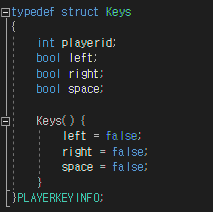 typedef struct Keys
{
int playerid;
bool left;
bool right;
bool space;
Keys() {
left = false;
right = false;
space = false;
}
}PLAYERKEYINFO;